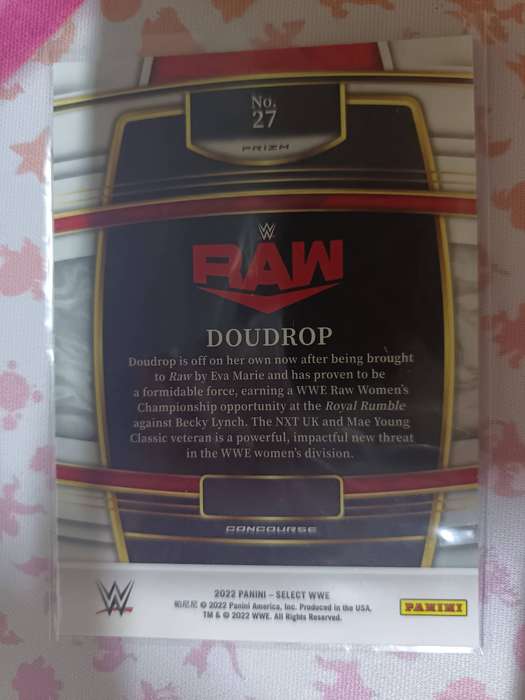 No.
27
PRIZM
W
RAW
DOUDROP
Doudrop is off on her own now after being brought
to Raw by Eva Marie and has proven to be
a formidable force, earning a WWE Raw Women's
Championship opportunity at the Royal Rumble
against Becky Lynch. The NXT UK and Mae Young
Classic veteran is a powerful, impactful new threat
in the WWE women's division.
CONCOURSE
W
2022 PANINI – SELECT WWE
帕尼尼 © 2022 Panini America, Inc. Produced in the USA.
TM & © 2022 WWE. All Rights Reserved.
PANINI